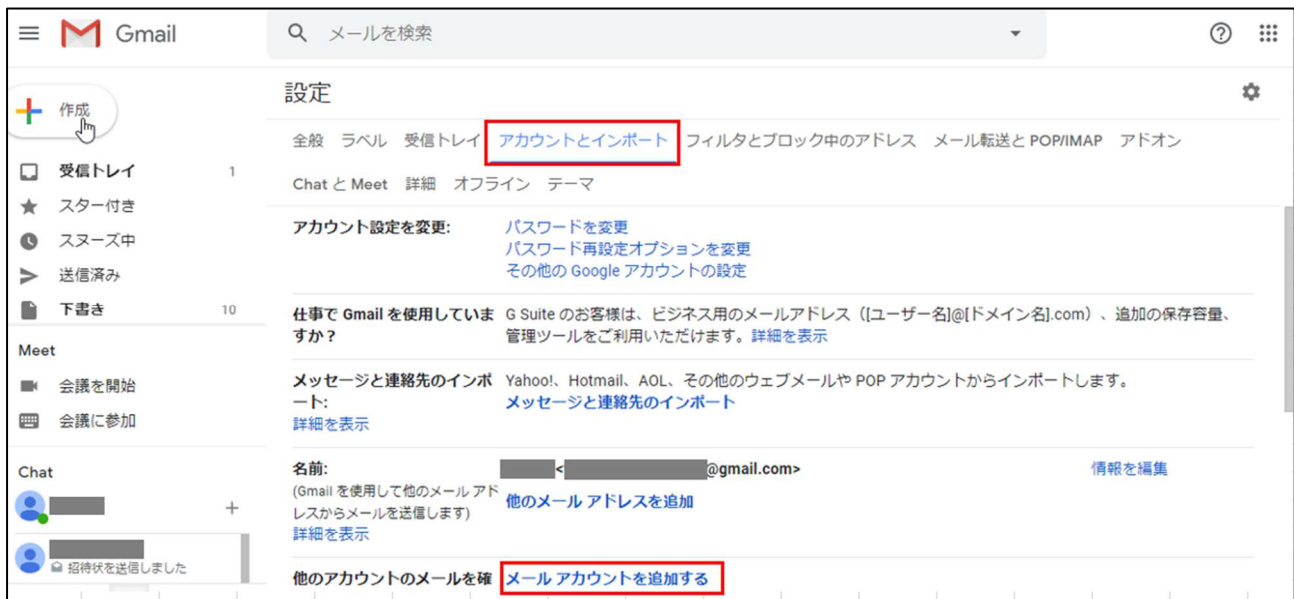 Gmail
メールを検索
作成
受信トレイ 1
スター付き
スヌーズ中
送信済み
下書き 10
Meet
会議を開始
会議に参加
Chat
招待状を送信しました
設定
全般 ラベル 受信トレイ アカウントとインポート フィルタとブロック中のアドレス メール転送と POP/IMAP アドオン
Chat と Meet 詳細 オフライン テーマ
アカウント設定を変更: パスワードを変更
パスワード再設定オプションを変更
その他の Google アカウントの設定
仕事で Gmail を使用していま G Suite のお客様は、ビジネス用のメールアドレス（[ユーザー名]@[ドメイン名].com）、追加の保存容量、
すか？ 管理ツールをご利用いただけます。詳細を表示
メッセージと連絡先のインポ Yahoo!、Hotmail、AOL、その他のウェブメールや POP アカウントからインポートします。
ート: メッセージと連絡先のインポート
詳細を表示
名前: < @gmail.com> 情報を編集
(Gmail を使用して他のメール アド
レスからメールを送信します) 他のメール アドレスを追加
詳細を表示
他のアカウントのメールを確 メール アカウントを追加する